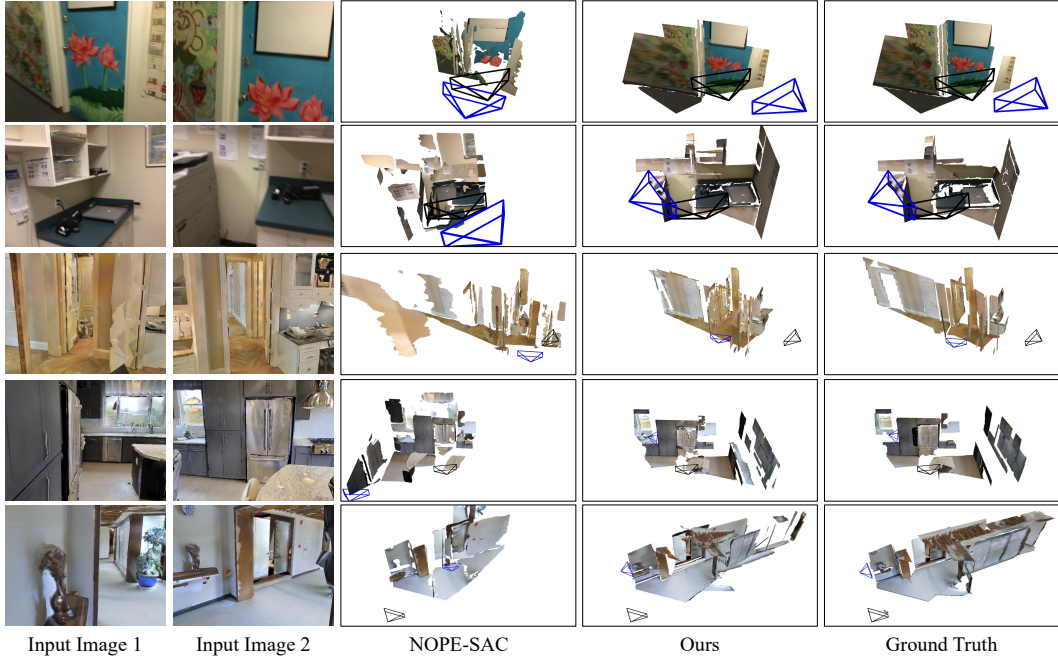 Input Image 1
Input Image 2
NOPE-SAC
Ours
Ground Truth